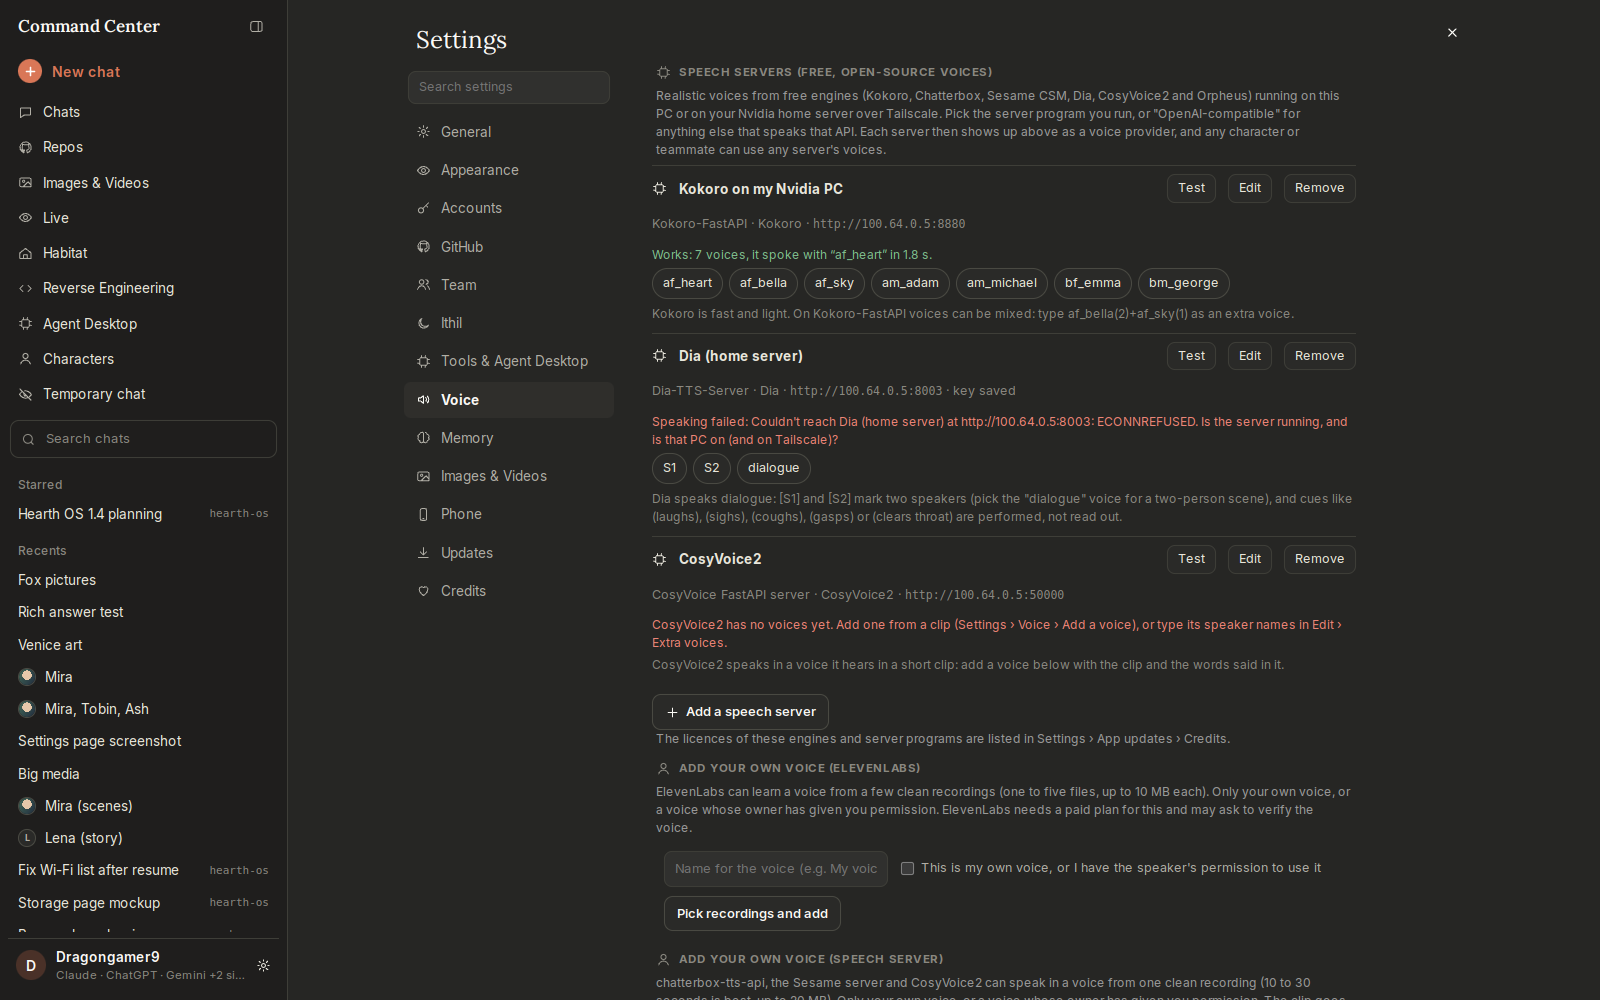 Command Center
New chat
Chats
Repos
Images & Videos
Live
Habitat
Reverse Engineering
Agent Desktop
Characters
Temporary chat
Search chats
Starred
Hearth OS 1.4 planning hearth-os
Recents
Fox pictures
Rich answer test
Venice art
Mira
Mira, Tobin, Ash
Settings page screenshot
Big media
Mira (scenes)
L Lena (story)
Fix Wi-Fi list after resume hearth-os
Storage page mockup hearth-os
D Dragongamer9
Claude · ChatGPT · Gemini +2 si...
Settings
Search settings
General
Appearance
Accounts
GitHub
Team
Ithil
Tools & Agent Desktop
Voice
Memory
Images & Videos
Phone
Updates
Credits
SPEECH SERVERS (FREE, OPEN-SOURCE VOICES)
Realistic voices from free engines (Kokoro, Chatterbox, Sesame CSM, Dia, CosyVoice2 and Orpheus) running on this
PC or on your Nvidia home server over Tailscale. Pick the server program you run, or "OpenAI-compatible" for
anything else that speaks that API. Each server then shows up above as a voice provider, and any character or
teammate can use any server's voices.
Kokoro on my Nvidia PC Test Edit Remove
Kokoro-FastAPI · Kokoro · http://100.64.0.5:8880
Works: 7 voices, it spoke with “af_heart” in 1.8 s.
af_heart af_bella af_sky am_adam am_michael bf_emma bm_george
Kokoro is fast and light. On Kokoro-FastAPI voices can be mixed: type af_bella(2)+af_sky(1) as an extra voice.
Dia (home server) Test Edit Remove
Dia-TTS-Server · Dia · http://100.64.0.5:8003 · key saved
Speaking failed: Couldn't reach Dia (home server) at http://100.64.0.5:8003: ECONNREFUSED. Is the server running, and
is that PC on (and on Tailscale)?
S1 S2 dialogue
Dia speaks dialogue: [S1] and [S2] mark two speakers (pick the "dialogue" voice for a two-person scene), and cues like
(laughs), (sighs), (coughs), (gasps) or (clears throat) are performed, not read out.
CosyVoice2 Test Edit Remove
CosyVoice FastAPI server · CosyVoice2 · http://100.64.0.5:50000
CosyVoice2 has no voices yet. Add one from a clip (Settings › Voice › Add a voice), or type its speaker names in Edit ›
Extra voices.
CosyVoice2 speaks in a voice it hears in a short clip: add a voice below with the clip and the words said in it.
Add a speech server
The licences of these engines and server programs are listed in Settings › App updates › Credits.
ADD YOUR OWN VOICE (ELEVENLABS)
ElevenLabs can learn a voice from a few clean recordings (one to five files, up to 10 MB each). Only your own voice, or
a voice whose owner has given you permission. ElevenLabs needs a paid plan for this and may ask to verify the
voice.
Name for the voice (e.g. My voic This is my own voice, or I have the speaker's permission to use it
Pick recordings and add
ADD YOUR OWN VOICE (SPEECH SERVER)
chatterbox-tts-api, the Sesame server and CosyVoice2 can speak in a voice from one clean recording (10 to 30